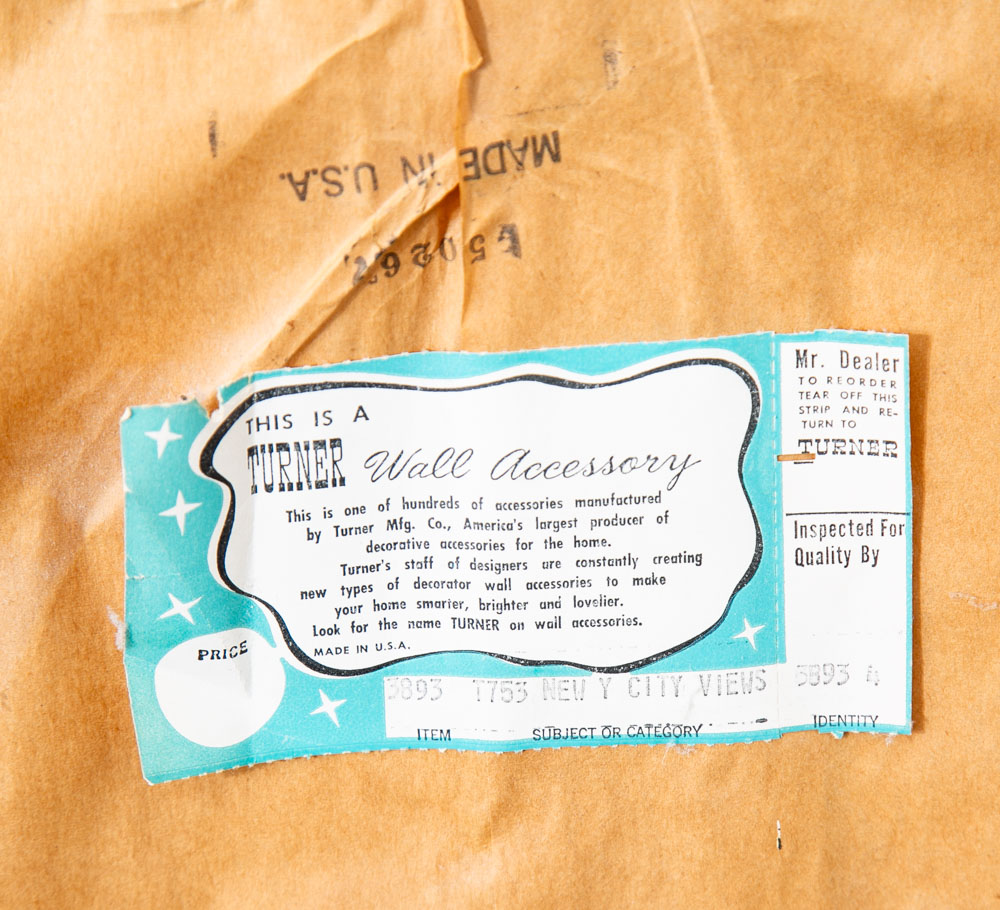 MADE IN U.S.A.
THIS IS A
TURNER Wall Accessory
This is one of hundreds of accessories manufactured
by Turner Mfg. Co., America's largest producer of
decorative accessories for the home.
Turner's staff of designers are constantly creating
new types of decorator wall accessories to make
your home smarter, brighter and lovelier.
Look for the name TURNER on wall accessories.
MADE IN U.S.A.
PRICE
3893 1753 NEW Y CITY VIEWS
ITEM SUBJECT OR CATEGORY
Mr. Dealer
TO REORDER
TEAR OFF THIS
STRIP AND RE-
TURN TO
TURNER
Inspected For
Quality By
3893 4
IDENTITY